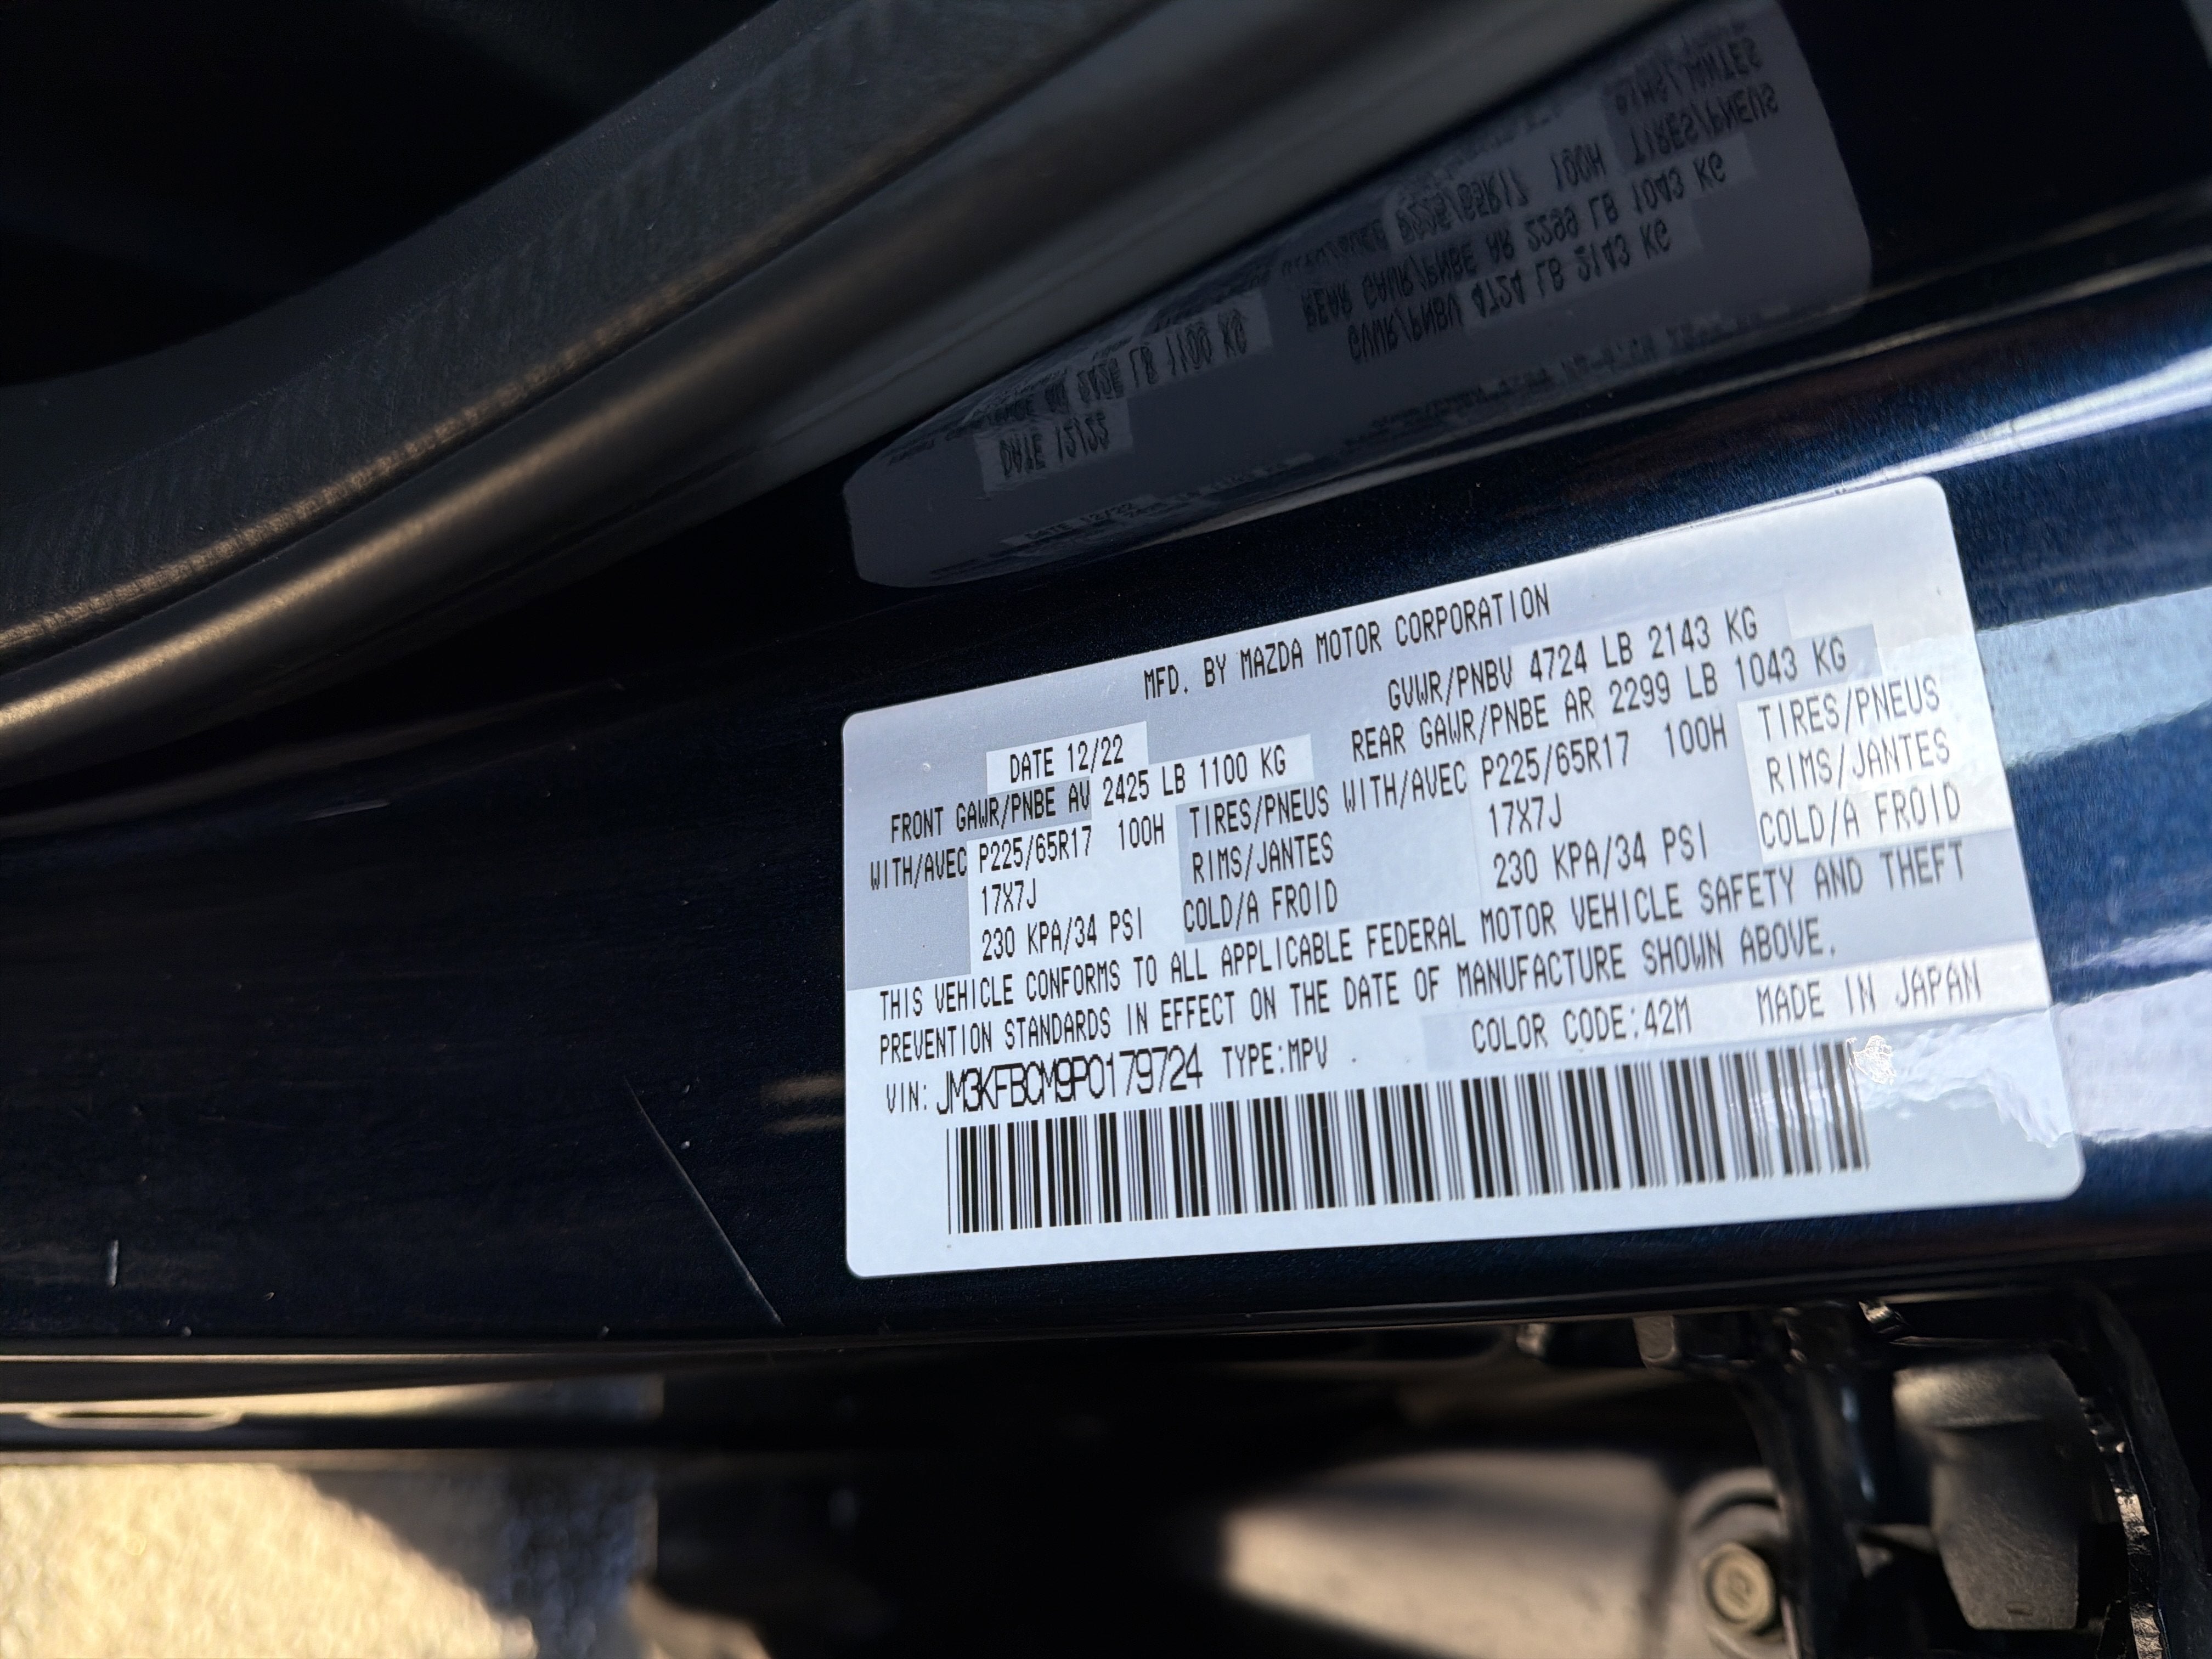 MFD. BY MAZDA MOTOR CORPORATION
DATE 12/22 GVWR/PNBV 4724 LB 2143 KG
FRONT GAWR/PNBE AV 2425 LB 1100 KG REAR GAWR/PNBE AR 2299 LB 1043 KG
WITH/AVEC P225/65R17 100H TIRES/PNEUS WITH/AVEC P225/65R17 100H TIRES/PNEUS
17X7J RIMS/JANTES 17X7J RIMS/JANTES
230 KPA/34 PSI COLD/A FROID 230 KPA/34 PSI COLD/A FROID
THIS VEHICLE CONFORMS TO ALL APPLICABLE FEDERAL MOTOR VEHICLE SAFETY AND THEFT
PREVENTION STANDARDS IN EFFECT ON THE DATE OF MANUFACTURE SHOWN ABOVE.
VIN: JM3KFBCM9P0179724 TYPE:MPV COLOR CODE:42M MADE IN JAPAN